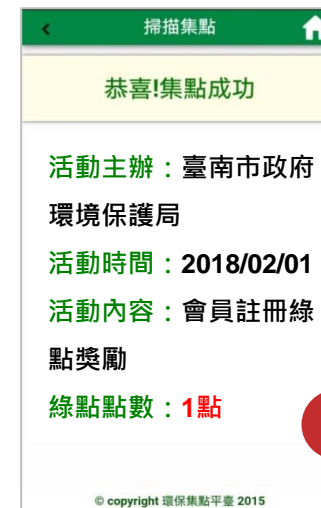 掃描集點
恭喜!集點成功
活動主辦：臺南市政府
環境保護局
活動時間：2018/02/01
活動內容：會員註冊綠
點獎勵
綠點點數：1點
© copyright 環保集點平臺 2015